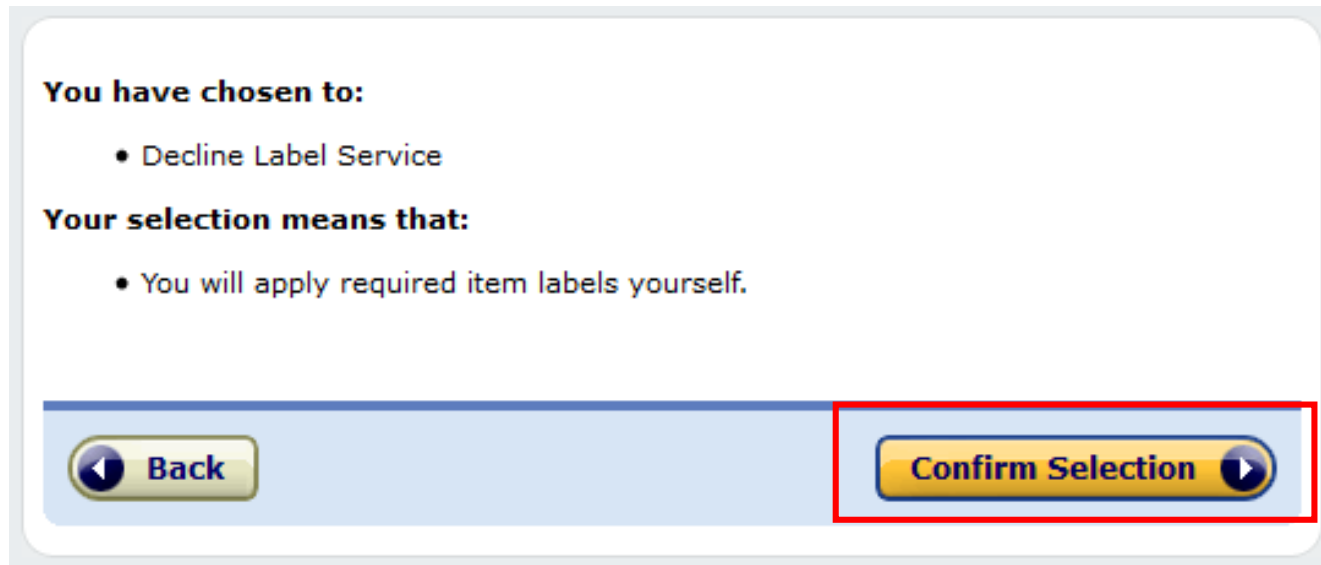 You have chosen to:
• Decline Label Service
Your selection means that:
• You will apply required item labels yourself.
Back
Confirm Selection